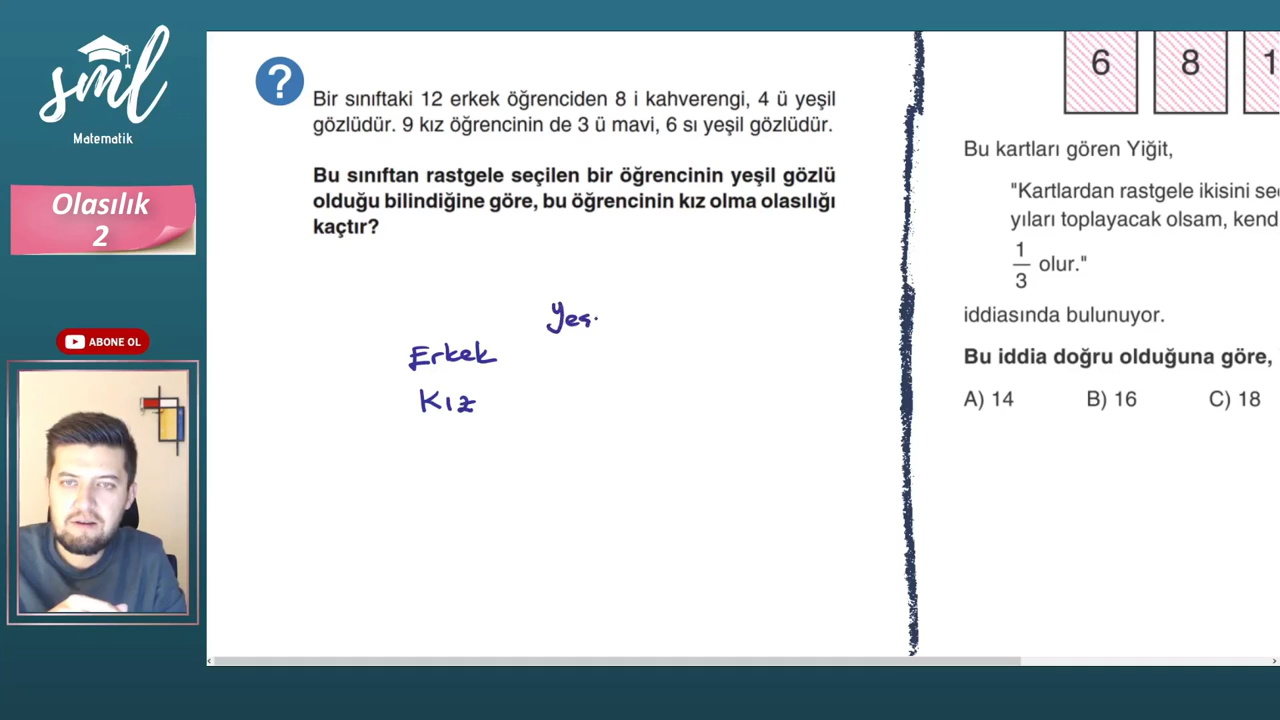 sml
Matematik
Olasılık
2
ABONE OL
?
Bir sınıftaki 12 erkek öğrenciden 8 i kahverengi, 4 ü yeşil
gözlüdür. 9 kız öğrencinin de 3 ü mavi, 6 sı yeşil gözlüdür.
Bu sınıftan rastgele seçilen bir öğrencinin yeşil gözlü
olduğu bilindiğine göre, bu öğrencinin kız olma olasılığı
kaçtır?
Yeş.
Erkek
Kız
6 8 1
Bu kartları gören Yiğit,
"Kartlardan rastgele ikisini se
yıları toplayacak olsam, kend
1
3
olur."
iddiasında bulunuyor.
Bu iddia doğru olduğuna göre,
A) 14 B) 16 C) 18